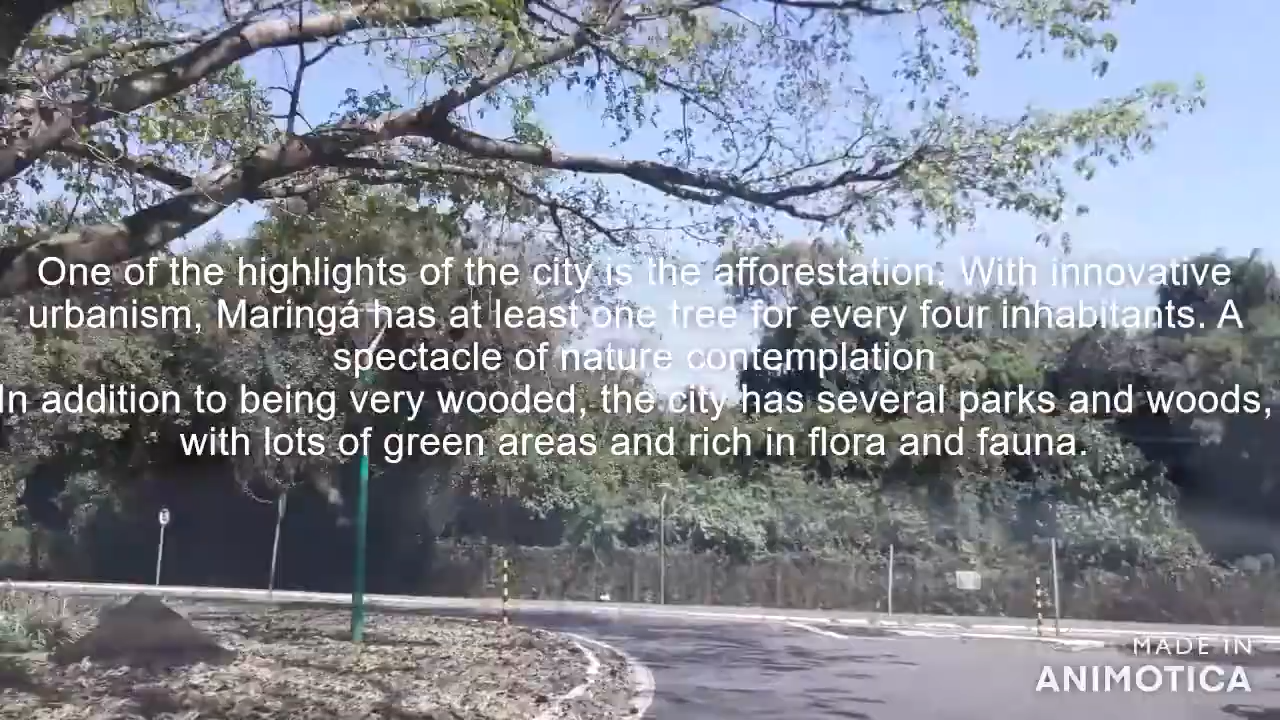 One of the highlights of the city is the afforestation. With innovative
urbanism, Maringá has at least one tree for every four inhabitants. A
spectacle of nature contemplation
In addition to being very wooded, the city has several parks and woods,
with lots of green areas and rich in flora and fauna.
MADE IN
ANIMOTICA